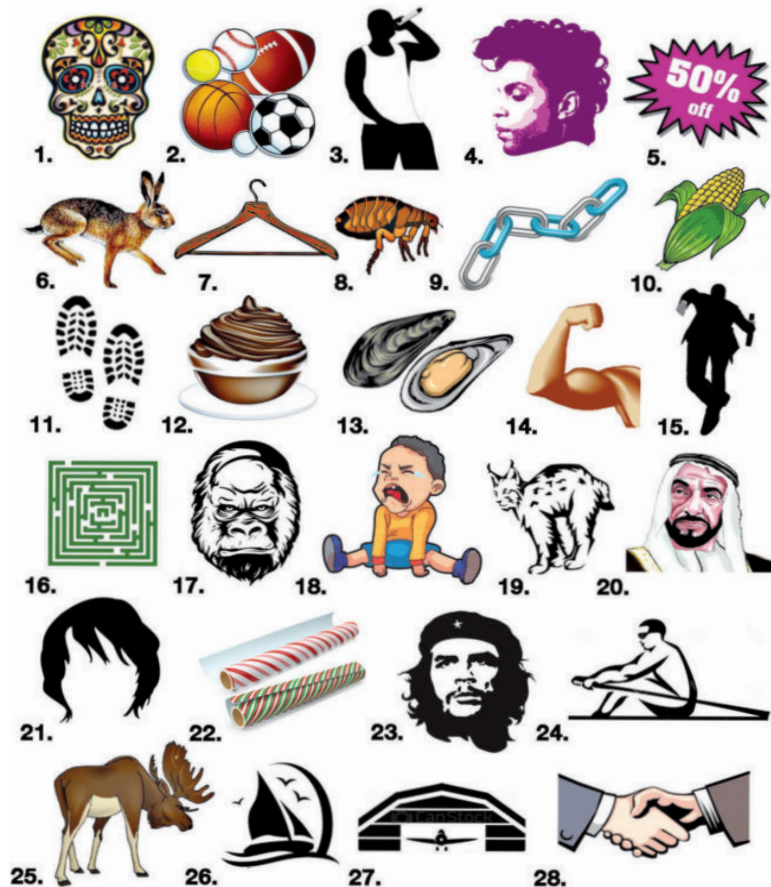 50%
off
1. 2. 3. 4. 5.
6. 7. 8. 9. 10.
11. 12. 13. 14. 15.
16. 17. 18. 19. 20.
21. 22. 23. 24.
CanStock
25. 26. 27. 28.